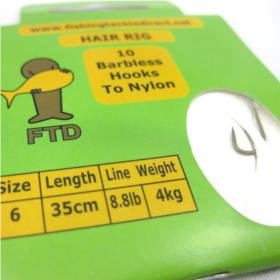 www.fishingtackledirect.net
HAIR RIG
10
Barbless
Hooks
To Nylon
FTD
Size Length Line Weight
6 35cm 8.8lb 4kg